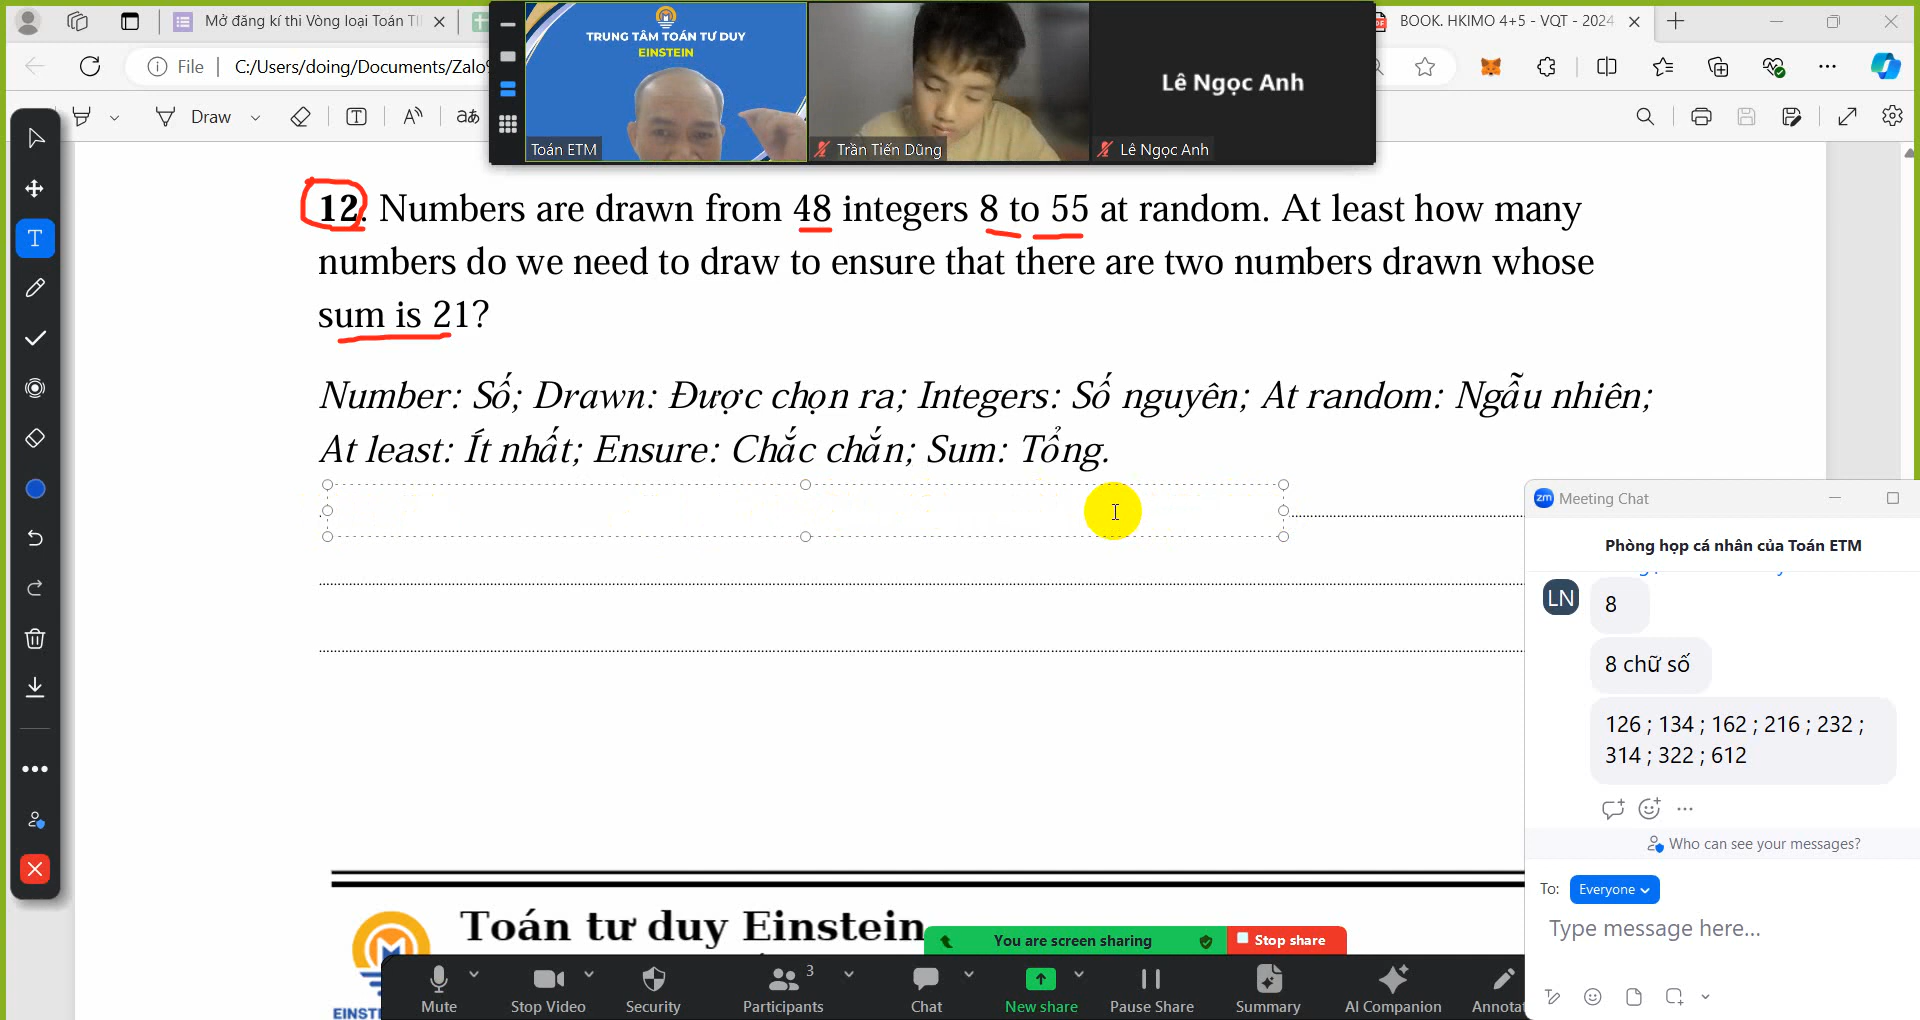 Mở đăng kí thi Vòng loại Toán TI
BOOK. HKIMO 4+5 - VQT - 2024
File
C:/Users/doing/Documents/Zalo
Draw
TRUNG TÂM TOÁN TƯ DUY
EINSTEIN
Toán ETM
Trần Tiến Dũng
Lê Ngọc Anh
Lê Ngọc Anh
12. Numbers are drawn from 48 integers 8 to 55 at random. At least how many
numbers do we need to draw to ensure that there are two numbers drawn whose
sum is 21?
Number: Số; Drawn: Được chọn ra; Integers: Số nguyên; At random: Ngẫu nhiên;
At least: Ít nhất; Ensure: Chắc chắn; Sum: Tổng.
zm Meeting Chat
Phòng họp cá nhân của Toán ETM
LN
8
8 chữ số
126 ; 134 ; 162 ; 216 ; 232 ;
314 ; 322 ; 612
Who can see your messages?
To: Everyone
Type message here...
Toán tư duy Einstein
You are screen sharing
Stop share
Mute
Stop Video
Security
Participants
3
Chat
New share
Pause Share
Summary
AI Companion
Annotat